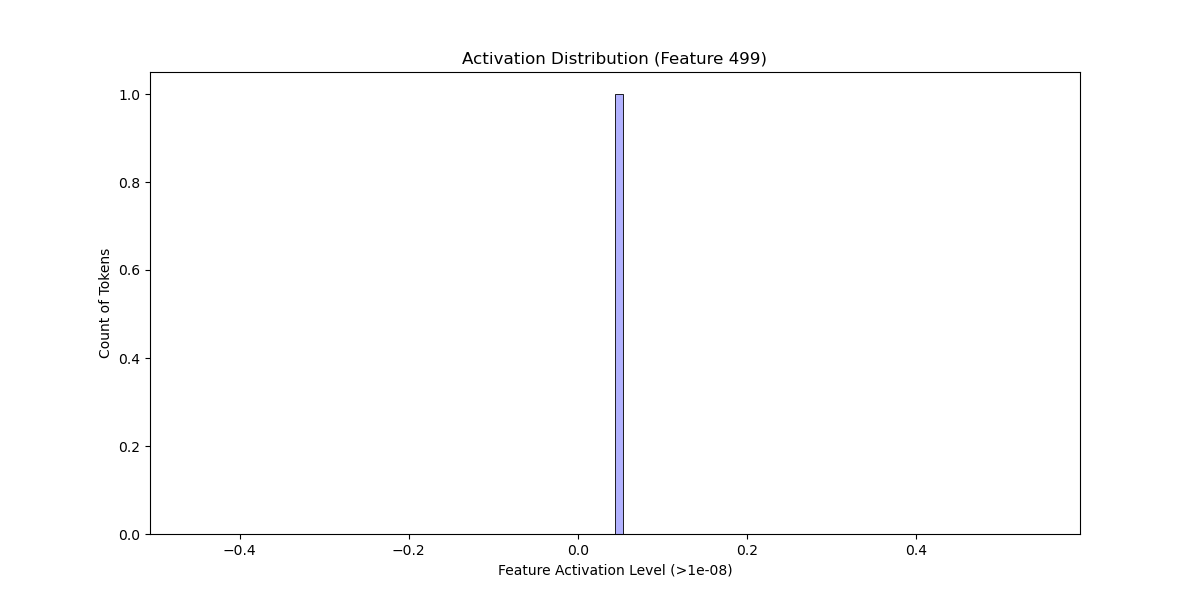 Activation Distribution (Feature 499)
1.0
0.8
0.6
0.4
0.2
0.0
Count of Tokens
−0.4 −0.2 0.0 0.2 0.4
Feature Activation Level (>1e-08)